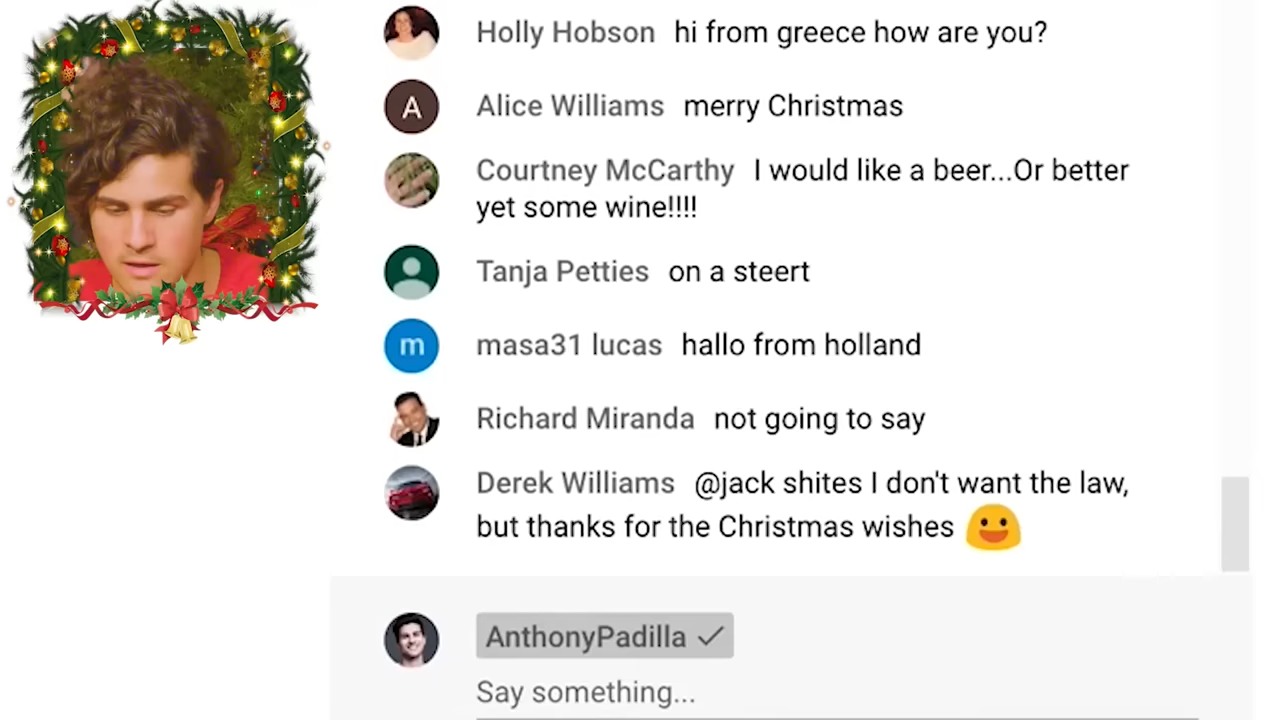 Holly Hobson hi from greece how are you?
A Alice Williams merry Christmas
Courtney McCarthy I would like a beer...Or better
yet some wine!!!!
Tanja Petties on a steert
m masa31 lucas hallo from holland
Richard Miranda not going to say
Derek Williams @jack shites I don't want the law,
but thanks for the Christmas wishes
AnthonyPadilla
Say something...